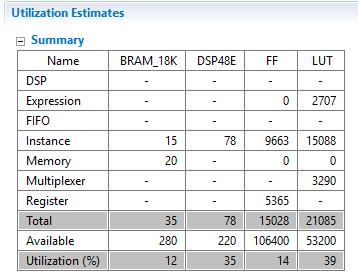 Utilization Estimates
Summary
Name BRAM_18K DSP48E FF LUT
DSP - - - -
Expression - - 0 2707
FIFO - - - -
Instance 15 78 9663 15088
Memory 20 - 0 0
Multiplexer - - - 3290
Register - - 5365 -
Total 35 78 15028 21085
Available 280 220 106400 53200
Utilization (%) 12 35 14 39